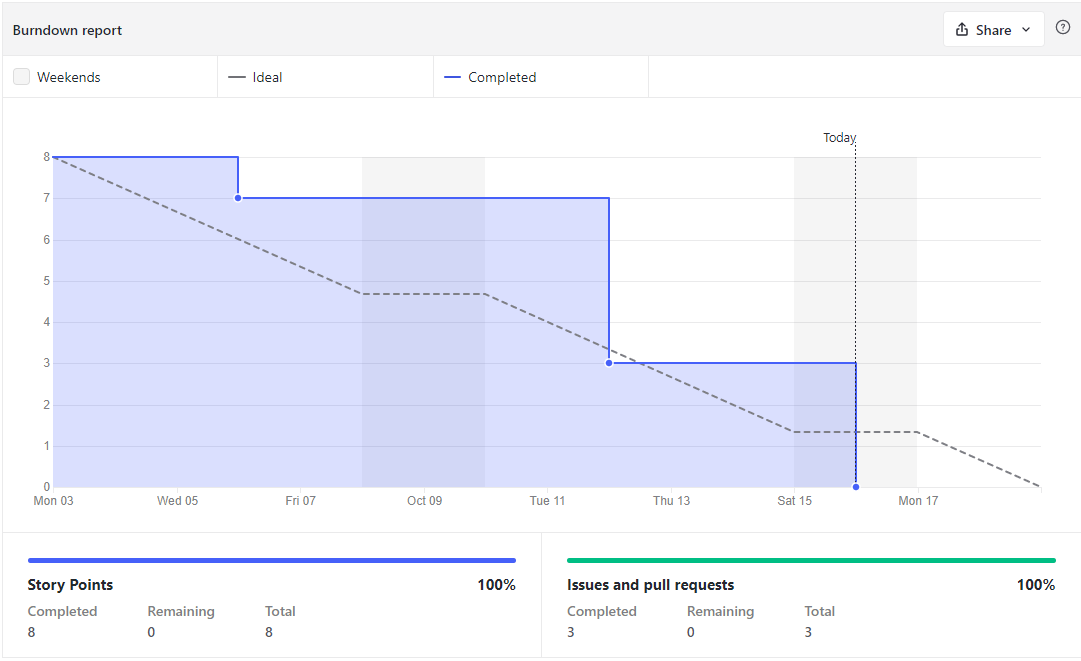 Burndown report
Share
Weekends
Ideal
Completed
Today
8
7
6
5
4
3
2
1
0
Mon 03 Wed 05 Fri 07 Oct 09 Tue 11 Thu 13 Sat 15 Mon 17
Story Points 100%
Completed Remaining Total
8 0 8
Issues and pull requests 100%
Completed Remaining Total
3 0 3